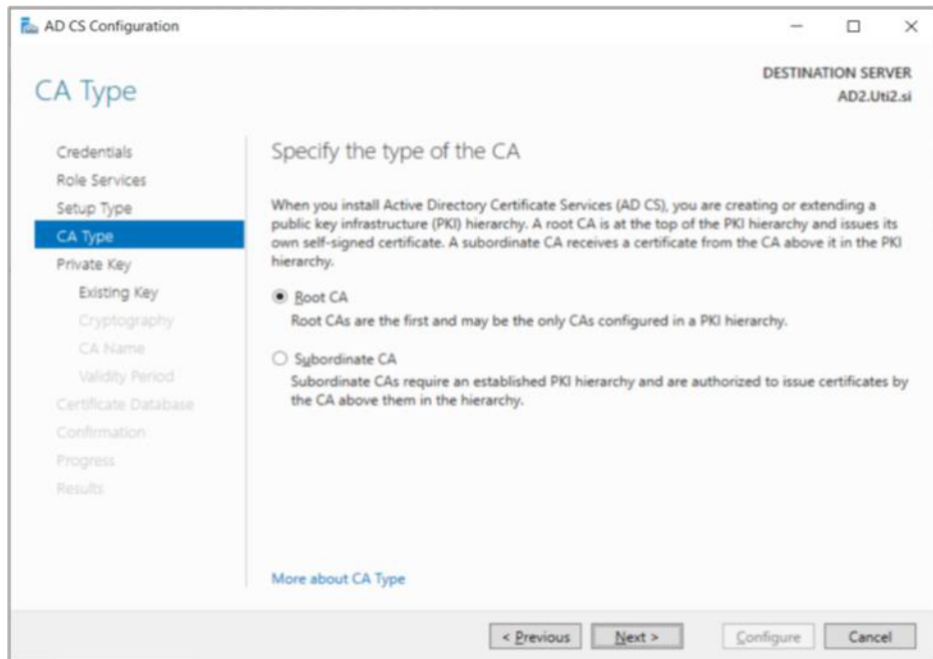 AD CS Configuration
DESTINATION SERVER
AD2.Uti2.si
CA Type
Credentials
Role Services
Setup Type
CA Type
Private Key
Existing Key
Cryptography
CA Name
Validity Period
Certificate Database
Confirmation
Progress
Results
Specify the type of the CA
When you install Active Directory Certificate Services (AD CS), you are creating or extending a
public key infrastructure (PKI) hierarchy. A root CA is at the top of the PKI hierarchy and issues its
own self-signed certificate. A subordinate CA receives a certificate from the CA above it in the PKI
hierarchy.
Root CA
Root CAs are the first and may be the only CAs configured in a PKI hierarchy.
Subordinate CA
Subordinate CAs require an established PKI hierarchy and are authorized to issue certificates by
the CA above them in the hierarchy.
More about CA Type
< Previous
Next >
Configure
Cancel